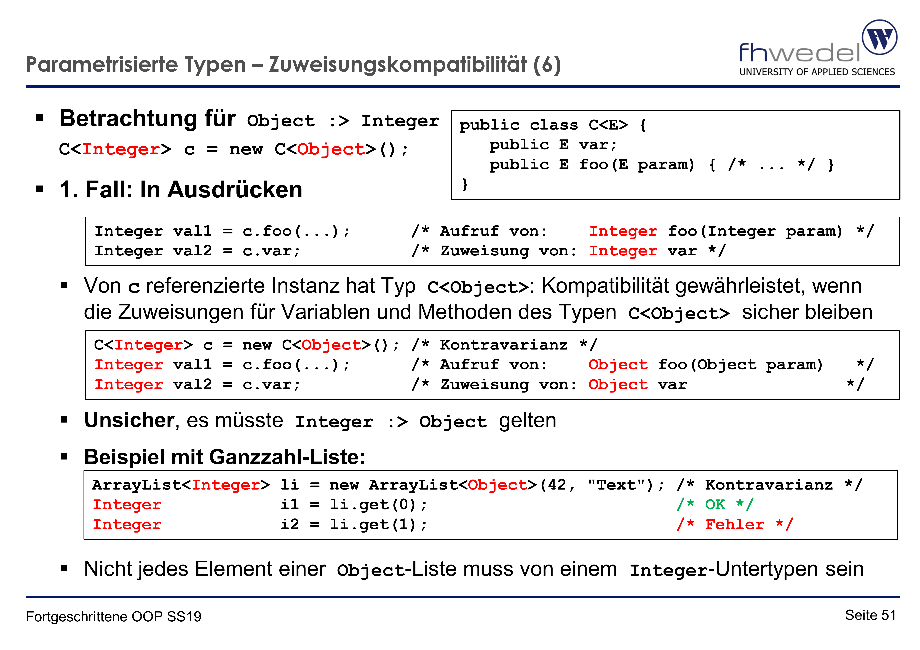 Parametrisierte Typen – Zuweisungskompatibilität (6)
fhwedel
UNIVERSITY OF APPLIED SCIENCES
W
▪ Betrachtung für Object :> Integer
C<Integer> c = new C<Object>();
public class C<E> {
public E var;
public E foo(E param) { /* ... */ }
}
▪ 1. Fall: In Ausdrücken
Integer val1 = c.foo(...); /* Aufruf von: Integer foo(Integer param) */
Integer val2 = c.var; /* Zuweisung von: Integer var */
▪ Von c referenzierte Instanz hat Typ C<Object>: Kompatibilität gewährleistet, wenn
die Zuweisungen für Variablen und Methoden des Typen C<Object> sicher bleiben
C<Integer> c = new C<Object>(); /* Kontravarianz */
Integer val1 = c.foo(...); /* Aufruf von: Object foo(Object param) */
Integer val2 = c.var; /* Zuweisung von: Object var */
▪ Unsicher, es müsste Integer :> Object gelten
▪ Beispiel mit Ganzzahl-Liste:
ArrayList<Integer> li = new ArrayList<Object>(42, "Text"); /* Kontravarianz */
Integer i1 = li.get(0); /* OK */
Integer i2 = li.get(1); /* Fehler */
▪ Nicht jedes Element einer Object-Liste muss von einem Integer-Untertypen sein
Fortgeschrittene OOP SS19
Seite 51